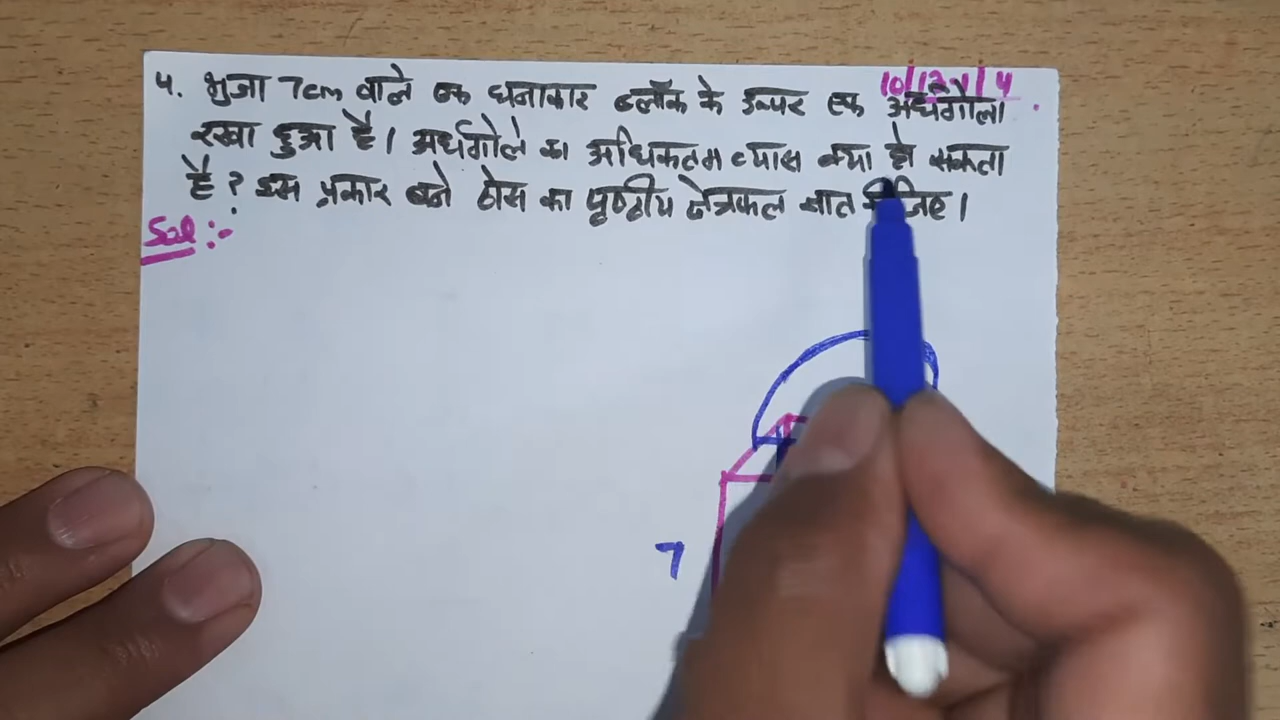 10/12.1/4
4. भुजा 7cm वाले एक घनाकार ब्लॉक के ऊपर एक अर्धगोला
रखा हुआ है। अर्धगोले का अधिकतम व्यास क्या हो सकता
है? इस प्रकार बने ठोस का पृष्ठीय क्षेत्रफल ज्ञात
Sol :-
7